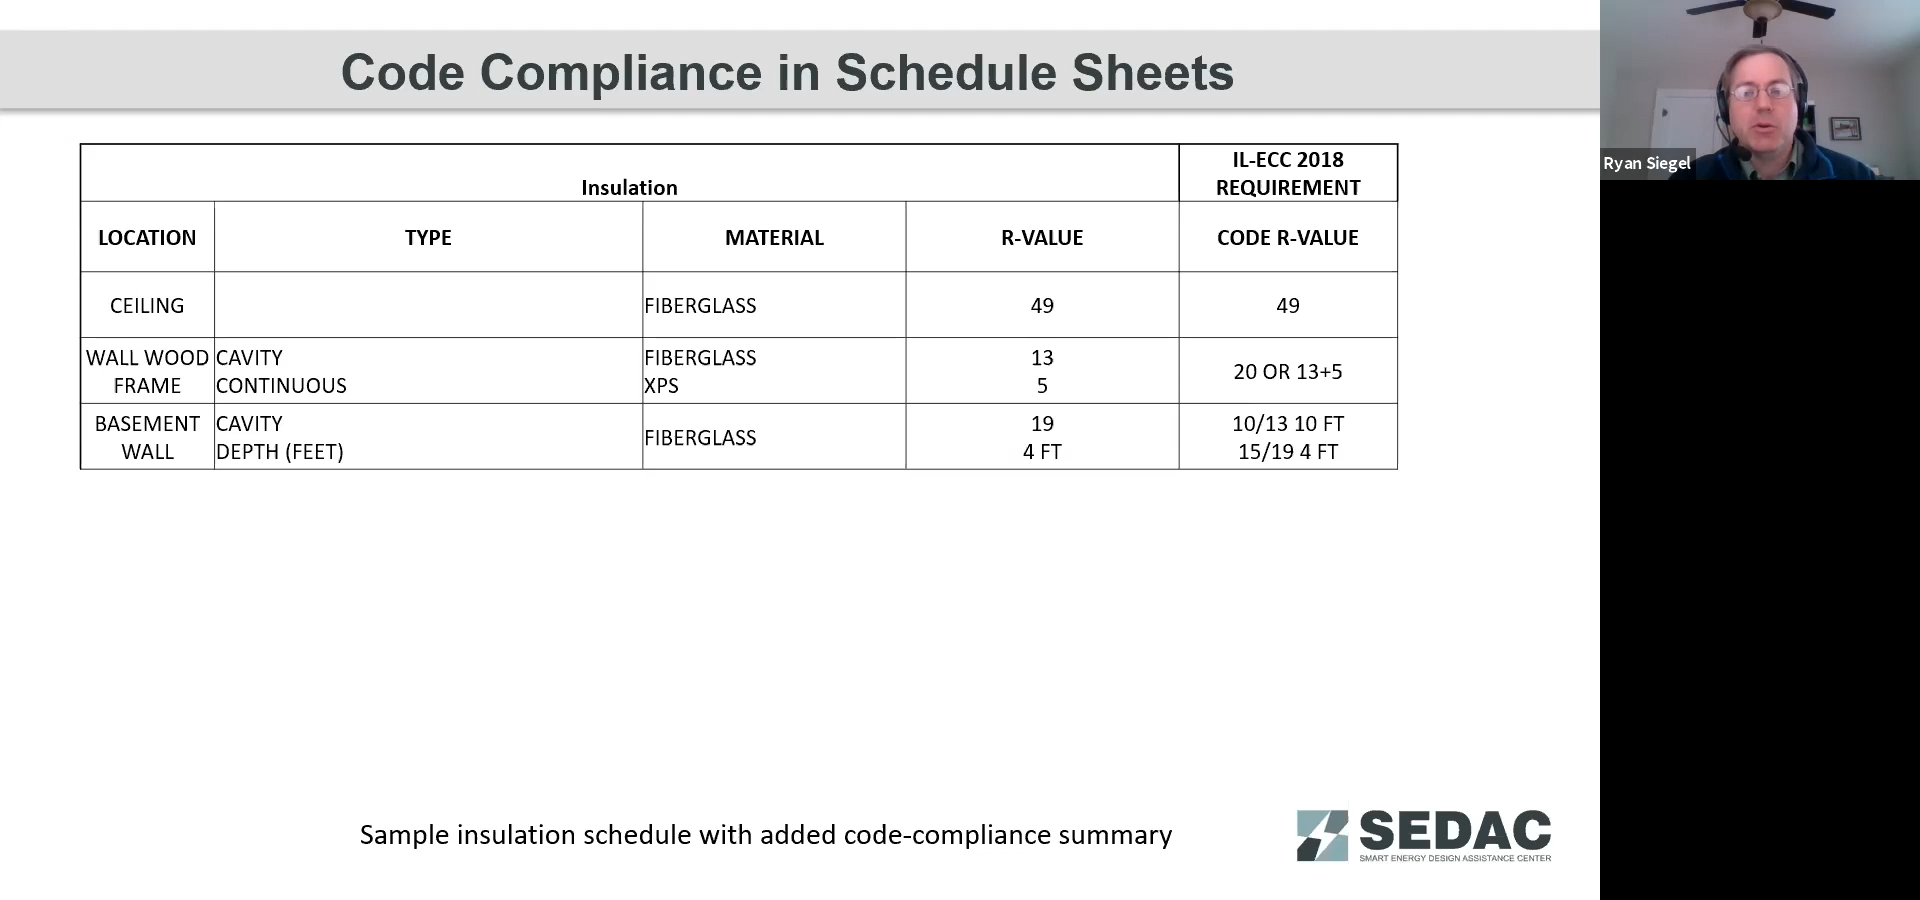 Code Compliance in Schedule Sheets
Ryan Siegel
Insulation
IL-ECC 2018
REQUIREMENT
LOCATION TYPE MATERIAL R-VALUE CODE R-VALUE
CEILING FIBERGLASS 49 49
WALL WOOD CAVITY FIBERGLASS 13
20 OR 13+5
FRAME CONTINUOUS XPS 5
BASEMENT CAVITY 19 10/13 10 FT
FIBERGLASS
WALL DEPTH (FEET) 4 FT 15/19 4 FT
Sample insulation schedule with added code-compliance summary
SEDAC
SMART ENERGY DESIGN ASSISTANCE CENTER